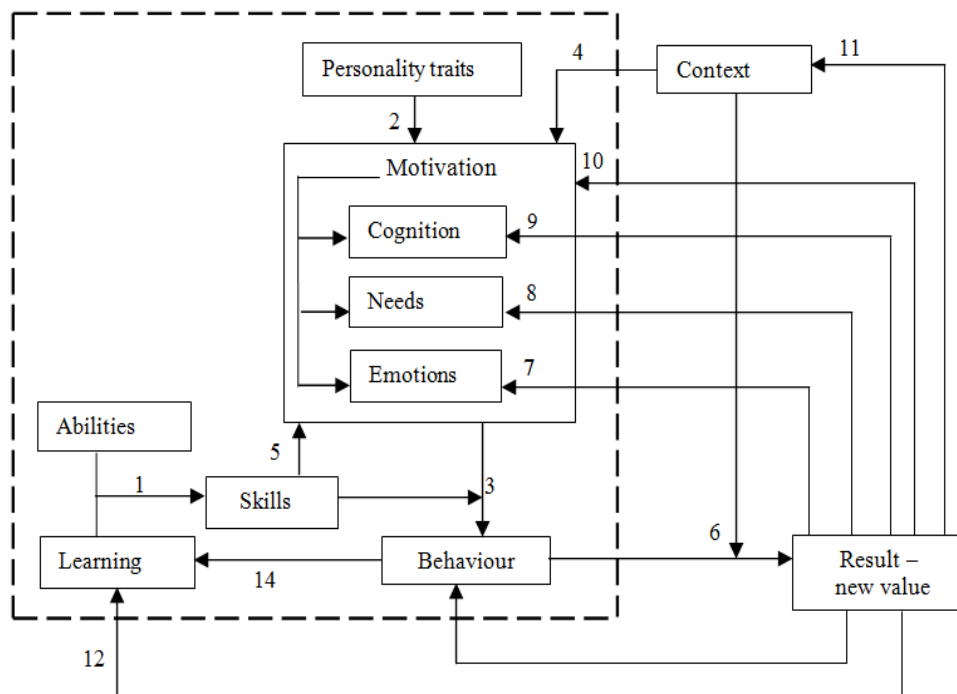 4
11
Personality traits
Context
2
Motivation
10
Cognition
9
Needs
8
Emotions
7
Abilities
5
1
Skills
3
6
Learning
Behaviour
Result –
new value
14
12